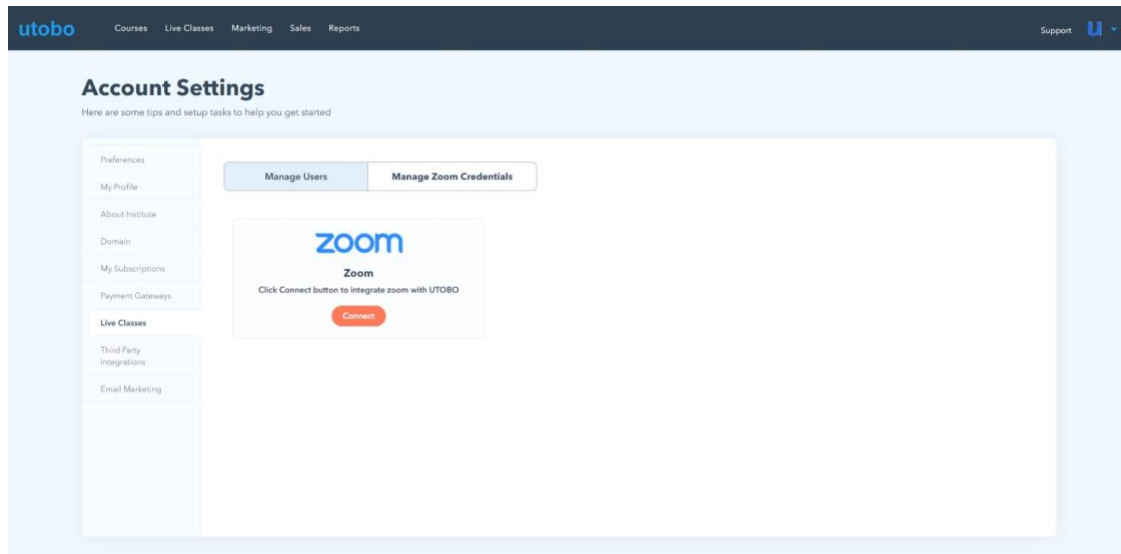 utobo Courses Live Classes Marketing Sales Reports Support
Account Settings
Here are some tips and setup tasks to help you get started
Preferences
My Profile
About Institute
Domain
My Subscriptions
Payment Gateways
Live Classes
Third Party
Integrations
Email Marketing
Manage Users Manage Zoom Credentials
zoom
Zoom
Click Connect button to integrate zoom with UTOBO
Connect